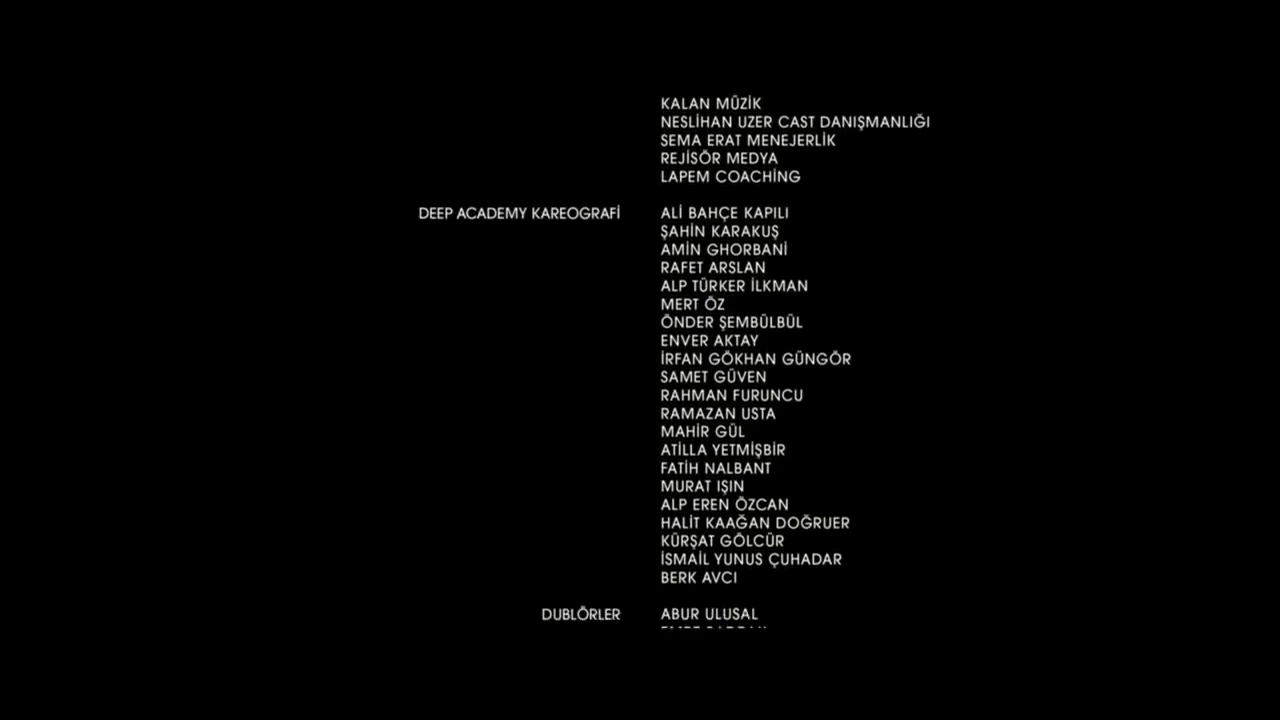 KALAN MÜZİK
NESLİHAN UZER CAST DANIŞMANLIĞI
SEMA ERAT MENEJERLİK
REJİSÖR MEDYA
LAPEM COACHİNG
DEEP ACADEMY KAREOGRAFİ ALİ BAHÇE KAPILI
ŞAHİN KARAKUŞ
AMİN GHORBANİ
RAFET ARSLAN
ALP TÜRKER İLKMAN
MERT ÖZ
ÖNDER ŞEMBÜLBÜL
ENVER AKTAY
İRFAN GÖKHAN GÜNGÖR
SAMET GÜVEN
RAHMAN FURUNCU
RAMAZAN USTA
MAHİR GÜL
ATİLLA YETMİŞBİR
FATİH NALBANT
MURAT IŞIN
ALP EREN ÖZCAN
HALİT KAAĞAN DOĞRUER
KÜRŞAT GÖLCÜR
İSMAİL YUNUS ÇUHADAR
BERK AVCI
DUBLÖRLER ABUR ULUSAL